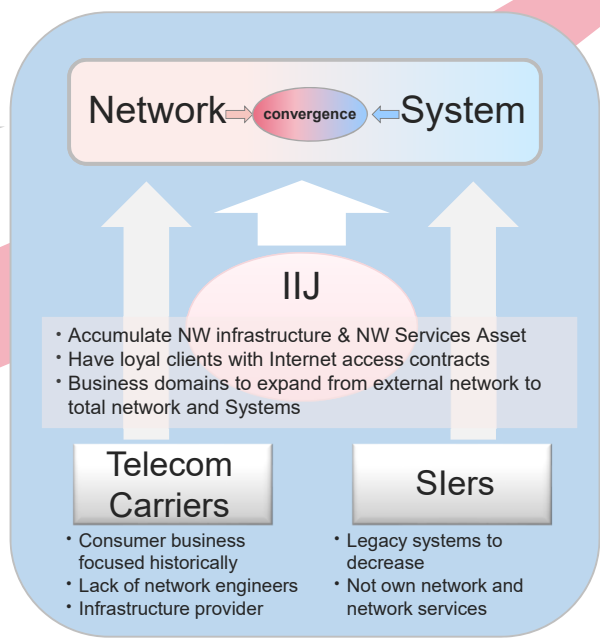 Network convergence System
IIJ
・Accumulate NW infrastructure & NW Services Asset
・Have loyal clients with Internet access contracts
・Business domains to expand from external network to
total network and Systems
Telecom
Carriers
SIers
・Consumer business
focused historically
・Lack of network engineers
・Infrastructure provider
・Legacy systems to
decrease
・Not own network and
network services